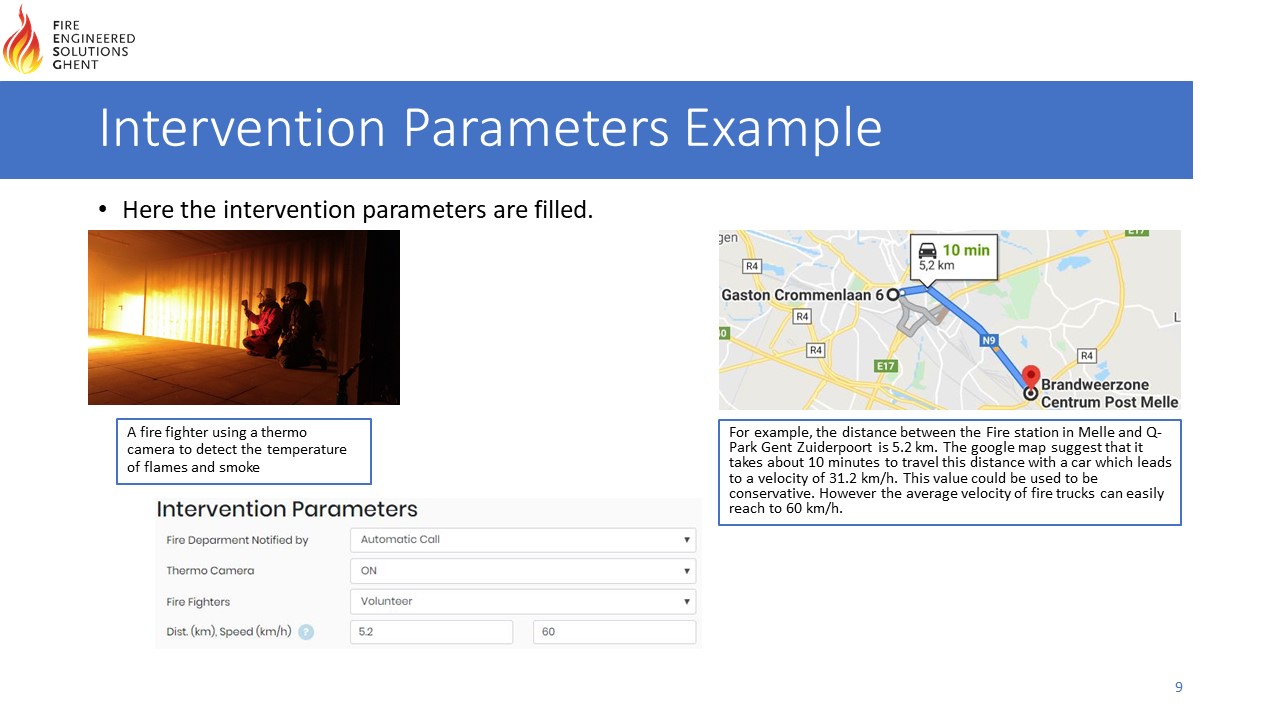 FIRE
ENGINEERED
SOLUTIONS
GHENT
Intervention Parameters Example
• Here the intervention parameters are filled.
gen
R4
10 min
5,2 km
E17
Gaston Crommenlaan 6
R4
L
R4
N9
R4
E17
Brandweerzone
Centrum Post Melle
A fire fighter using a thermo
camera to detect the temperature
of flames and smoke
For example, the distance between the Fire station in Melle and Q-
Park Gent Zuiderpoort is 5.2 km. The google map suggest that it
takes about 10 minutes to travel this distance with a car which leads
to a velocity of 31.2 km/h. This value could be used to be
conservative. However the average velocity of fire trucks can easily
reach to 60 km/h.
Intervention Parameters
Fire Deparment Notified by Automatic Call
Thermo Camera ON
Fire Fighters Volunteer
Dist. (km), Speed (km/h) ? 5.2 60
9